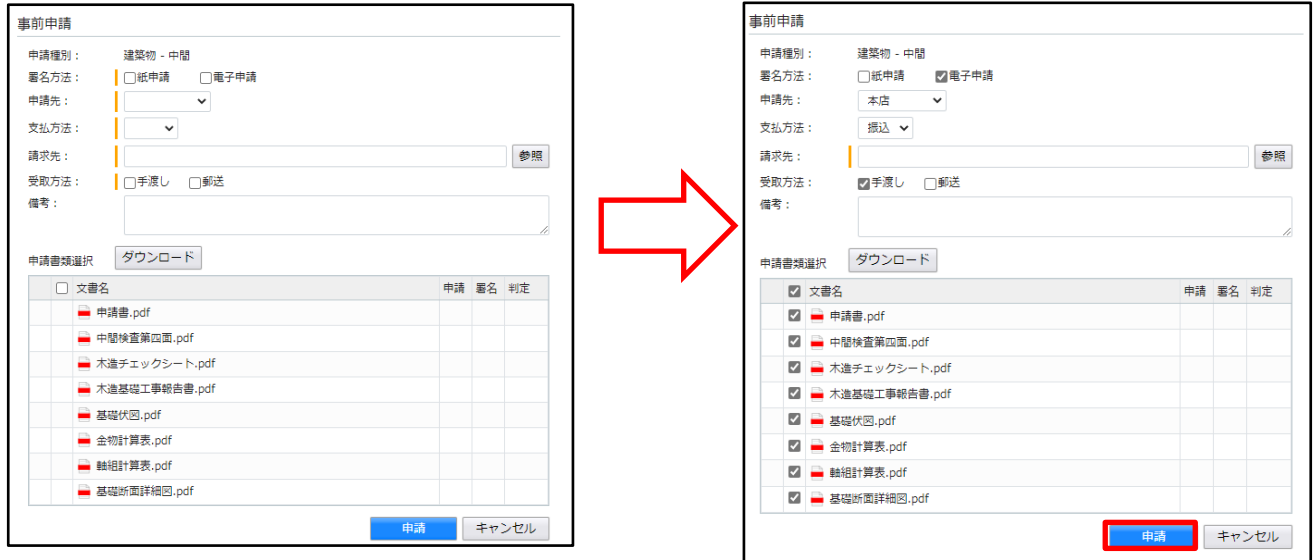 事前申請
申請種別： 建築物 - 中間
署名方法： 紙申請 電子申請
申請先：
支払方法：
請求先： 参照
受取方法： 手渡し 郵送
備考：
申請書類選択 ダウンロード
文書名 申請 署名 判定
申請書.pdf
中間検査第四面.pdf
木造チェックシート.pdf
木造基礎工事報告書.pdf
基礎伏図.pdf
金物計算表.pdf
軸組計算表.pdf
基礎断面詳細図.pdf
申請 キャンセル
事前申請
申請種別： 建築物 - 中間
署名方法： 紙申請 電子申請
申請先： 本店
支払方法： 振込
請求先： 参照
受取方法： 手渡し 郵送
備考：
申請書類選択 ダウンロード
文書名 申請 署名 判定
申請書.pdf
中間検査第四面.pdf
木造チェックシート.pdf
木造基礎工事報告書.pdf
基礎伏図.pdf
金物計算表.pdf
軸組計算表.pdf
基礎断面詳細図.pdf
申請 キャンセル